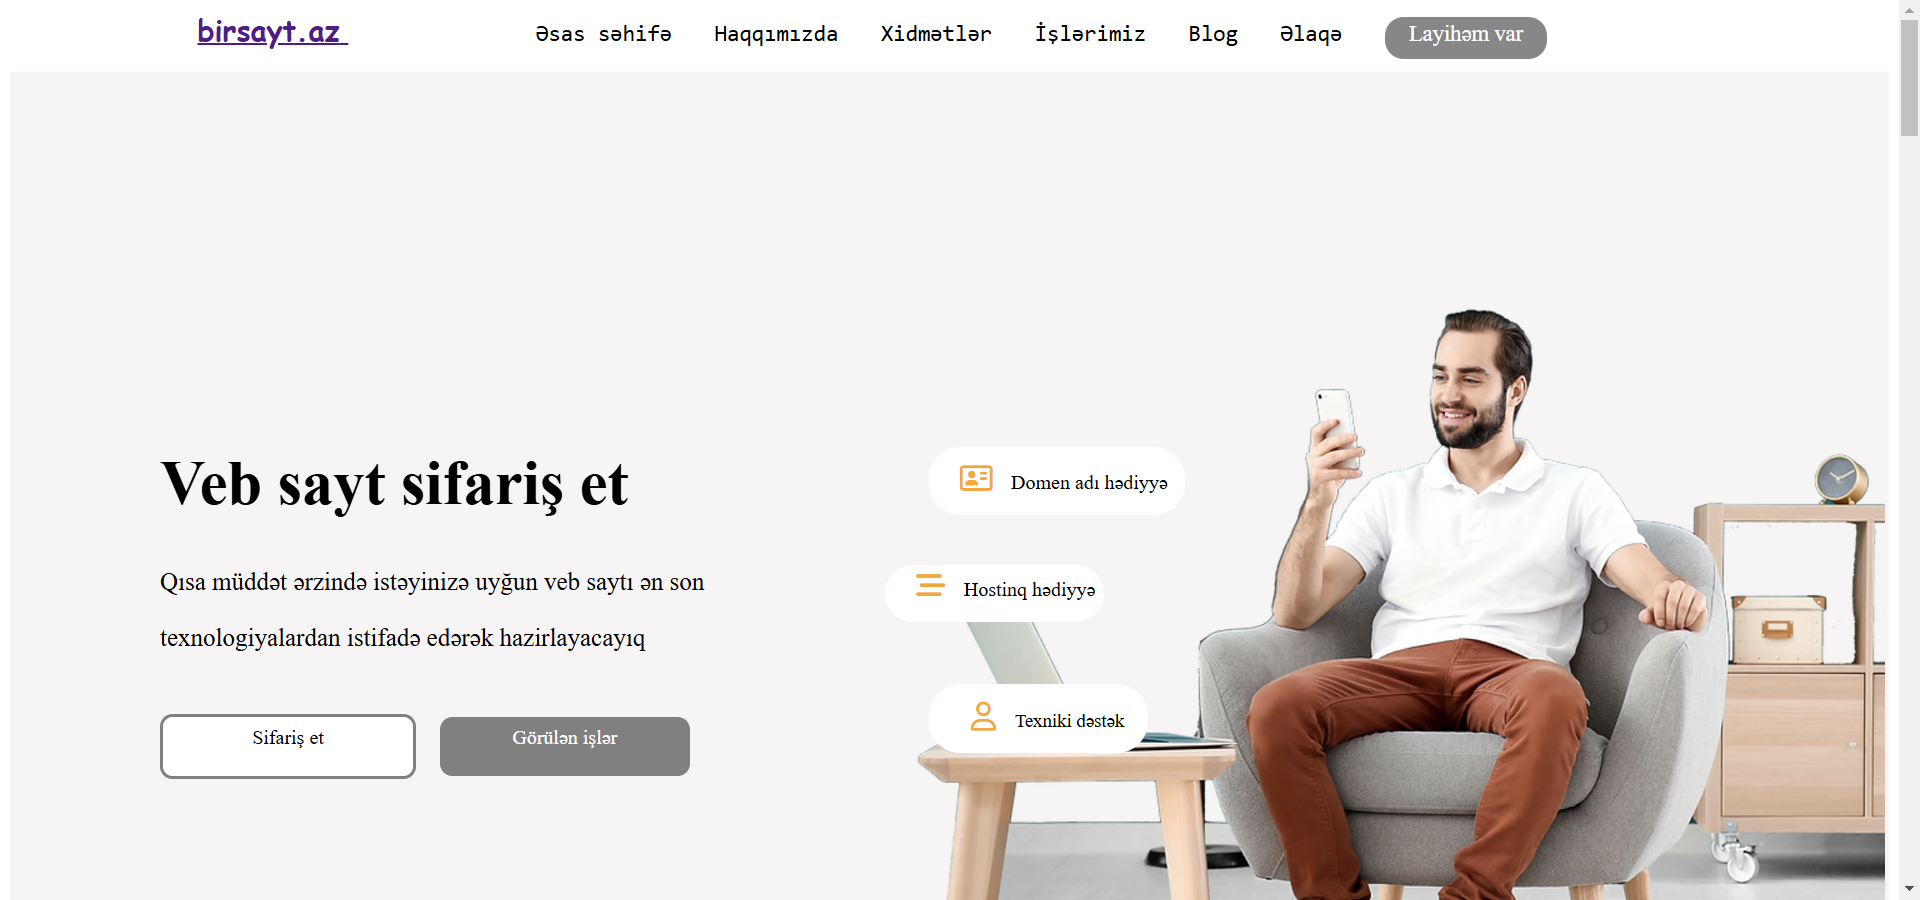 birsayt.az
Əsas səhifə
Haqqımızda
Xidmətlər
İşlərimiz
Blog
Əlaqə
Layihəm var
Veb sayt sifariş et
Qısa müddət ərzində istəyinizə uyğun veb saytı ən son
texnologiyalardan istifadə edərək hazirlayacayıq
Sifariş et
Görülən işlər
Domen adı hədiyyə
Hostinq hədiyyə
Texniki dəstək